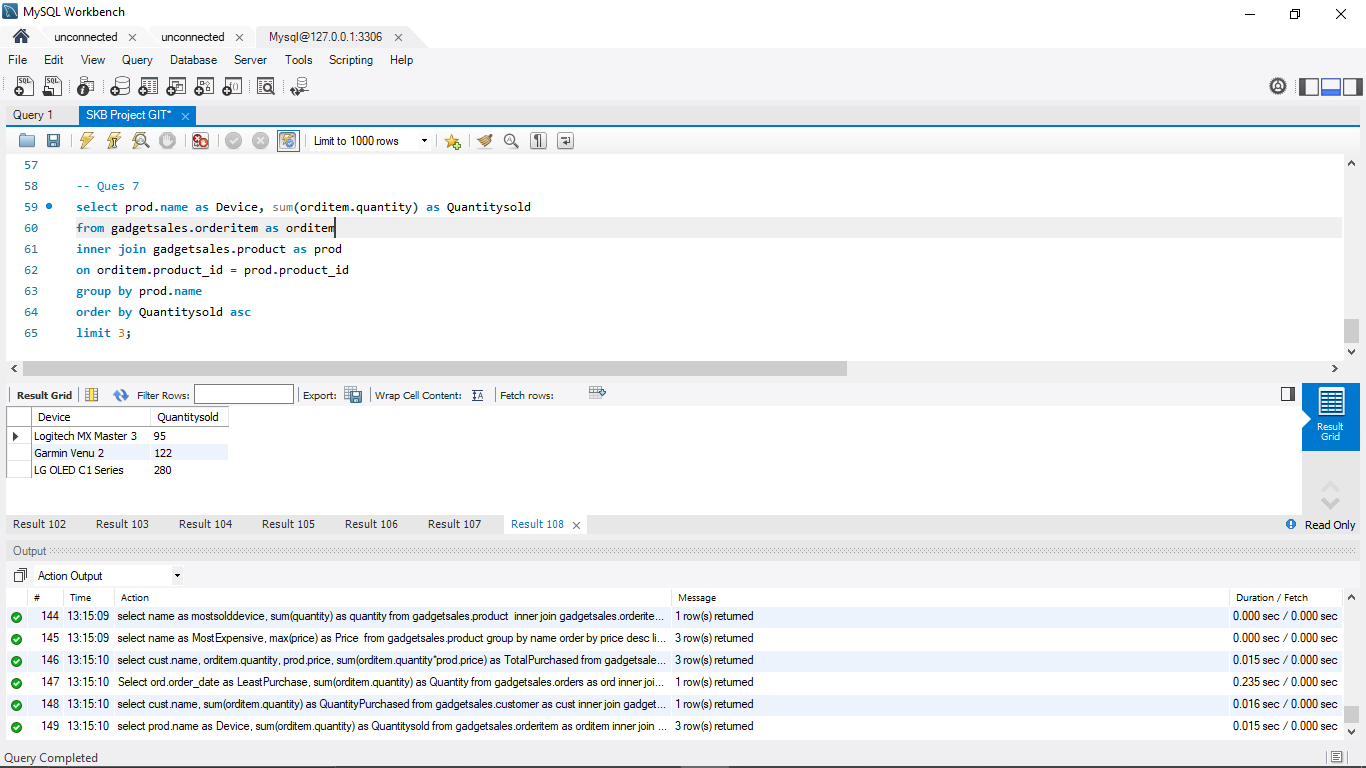 MySQL Workbench
unconnected
unconnected
Mysql@127.0.0.1:3306
File Edit View Query Database Server Tools Scripting Help
Query 1
SKB Project GIT*
Limit to 1000 rows
57
58 -- Ques 7
59 select prod.name as Device, sum(orditem.quantity) as Quantitysold
60 from gadgetsales.orderitem as orditem
61 inner join gadgetsales.product as prod
62 on orditem.product_id = prod.product_id
63 group by prod.name
64 order by Quantitysold asc
65 limit 3;
Result Grid Filter Rows: Export: Wrap Cell Content: Fetch rows:
Device Quantitysold
Logitech MX Master 3 95
Garmin Venu 2 122
LG OLED C1 Series 280
Result
Grid
Result 102 Result 103 Result 104 Result 105 Result 106 Result 107 Result 108
Read Only
Output
Action Output
# Time Action Message Duration / Fetch
144 13:15:09 select name as mostsolddevice, sum(quantity) as quantity from gadgetsales.product inner join gadgetsales.orderite... 1 row(s) returned 0.000 sec / 0.000 sec
145 13:15:09 select name as MostExpensive, max(price) as Price from gadgetsales.product group by name order by price desc li... 3 row(s) returned 0.000 sec / 0.000 sec
146 13:15:10 select cust.name, orditem.quantity, prod.price, sum(orditem.quantity*prod.price) as TotalPurchased from gadgetsale... 3 row(s) returned 0.015 sec / 0.000 sec
147 13:15:10 Select ord.order_date as LeastPurchase, sum(orditem.quantity) as Quantity from gadgetsales.orders as ord inner joi... 1 row(s) returned 0.235 sec / 0.000 sec
148 13:15:10 select cust.name, sum(orditem.quantity) as QuantityPurchased from gadgetsales.customer as cust inner join gadget... 1 row(s) returned 0.016 sec / 0.000 sec
149 13:15:10 select prod.name as Device, sum(orditem.quantity) as Quantitysold from gadgetsales.orderitem as orditem inner join ... 3 row(s) returned 0.015 sec / 0.000 sec
Query Completed